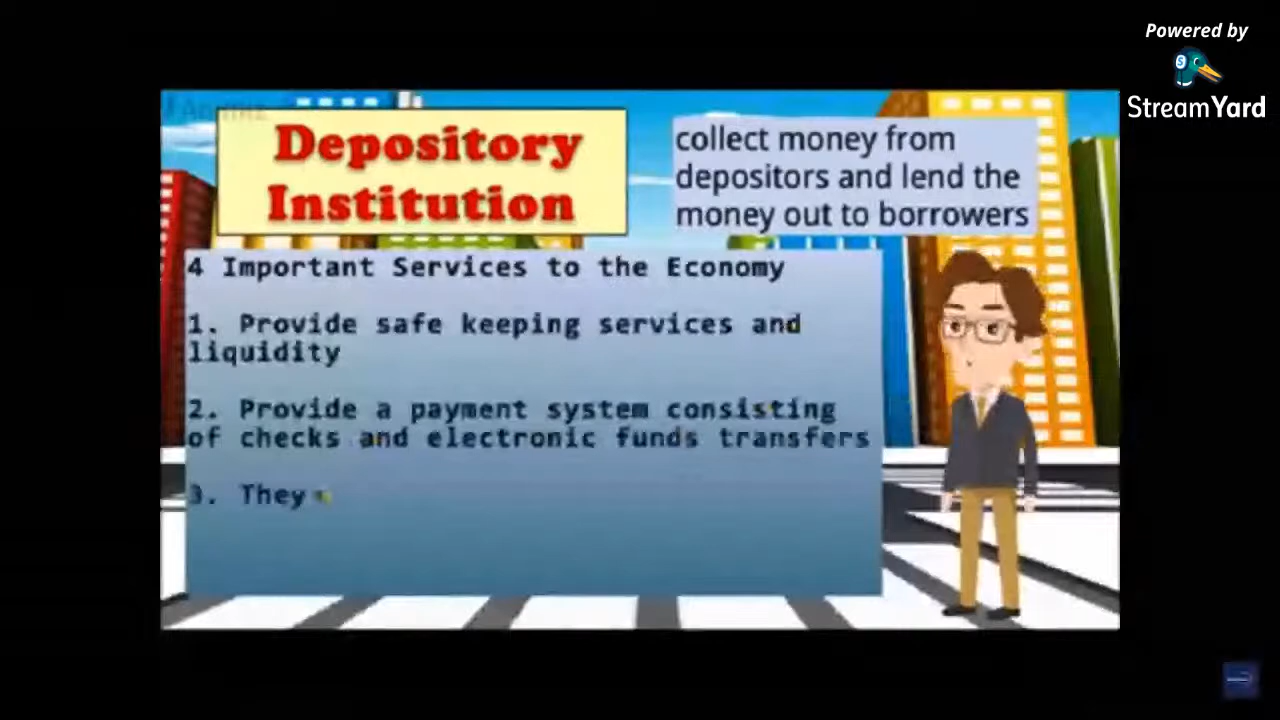 Powered by
StreamYard
Depository
Institution
collect money from
depositors and lend the
money out to borrowers
4 Important Services to the Economy
1. Provide safe keeping services and
liquidity
2. Provide a payment system consisting
of checks and electronic funds transfers
3. They